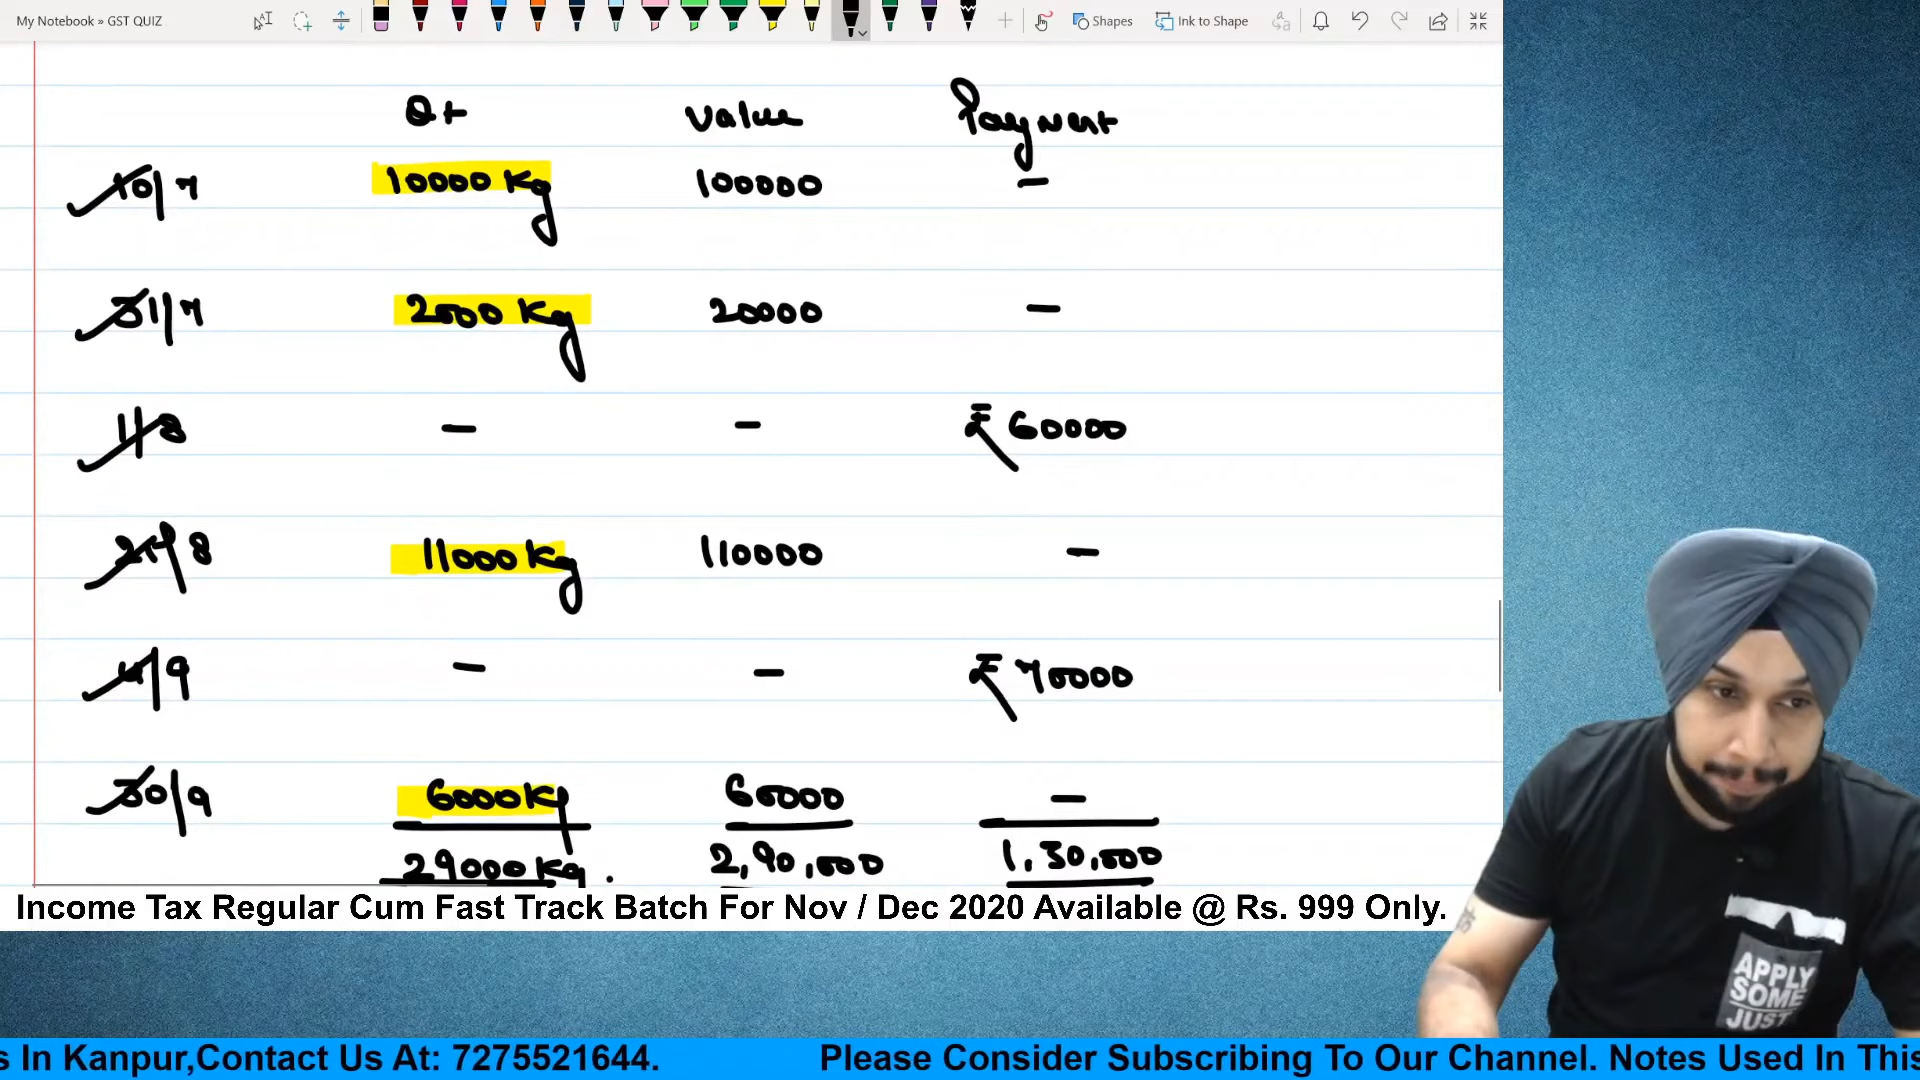 My Notebook » GST QUIZ
Shapes
Ink to Shape
Qt Value Payment
10/7 10000 Kg 100000 -
31/7 2000 Kg 20000 -
1/8 - - ₹ 60000
21/8 11000 Kg 110000 -
4/9 - - ₹ 70000
30/9 6000 Kg 60000 -
29000 Kg. 2,90,000 1,30,000
Income Tax Regular Cum Fast Track Batch For Nov / Dec 2020 Available @ Rs. 999 Only.
APPLY
SOME
JUST
s In Kanpur,Contact Us At: 7275521644. Please Consider Subscribing To Our Channel. Notes Used In This